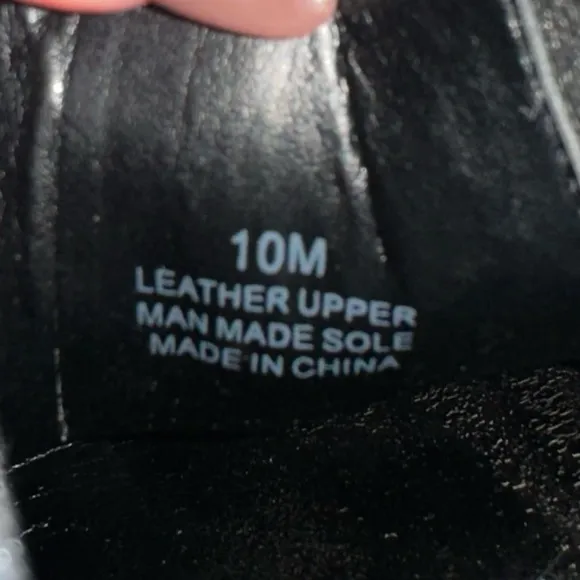 10M
LEATHER UPPER
MAN MADE SOLE
MADE IN CHINA